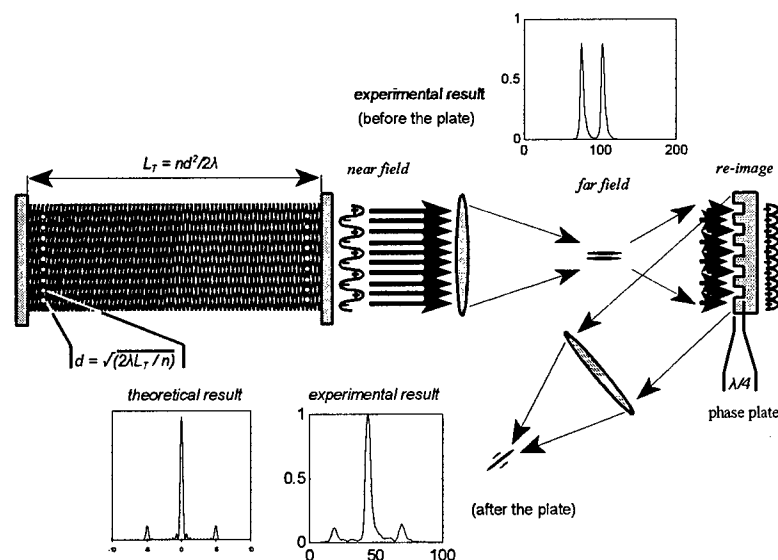 1
0.5
0
0
100
200
experimental result
(before the plate)
L_T = nd²/2λ
near field
far field
re-image
d = √(2λL_T / n)
λ/4
phase plate
theoretical result
experimental result
1
0.5
0
0
50
100
(after the plate)